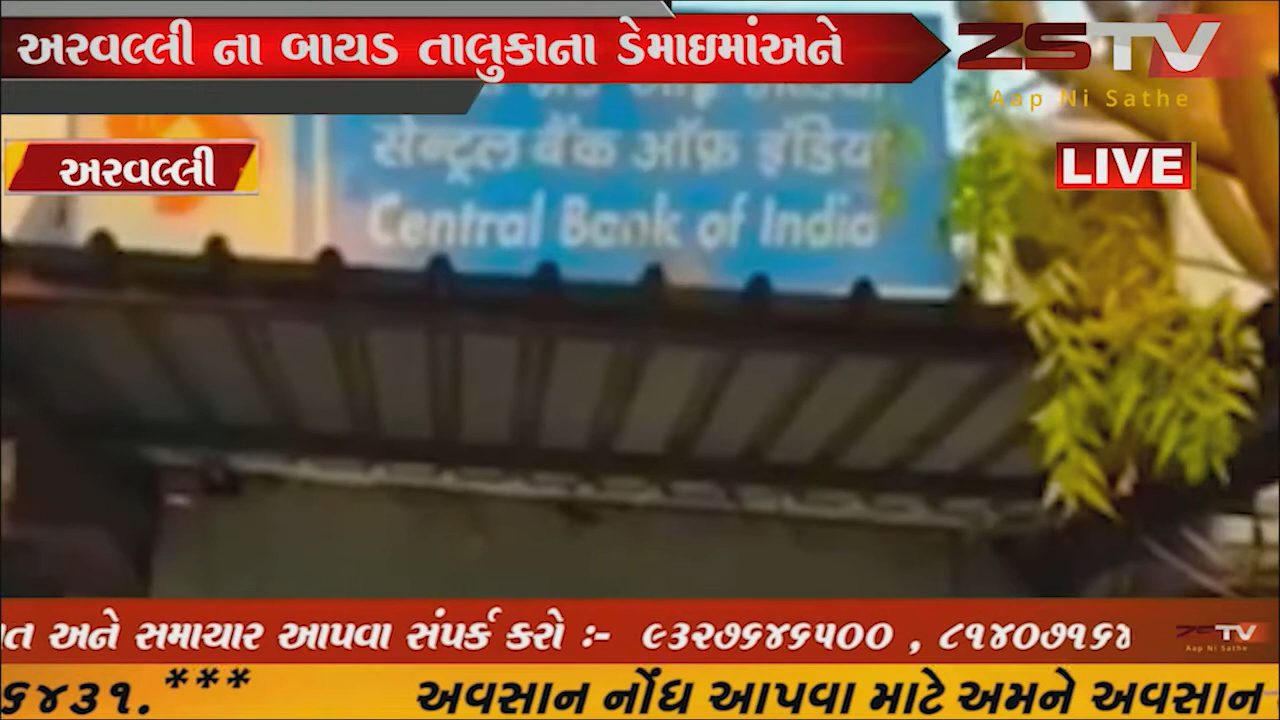 અરવલ્લી ના બાયડ તાલુકાના ડેમાઇમાંઅને
ZSTV
Aap Ni Sathe
અરવલ્લી
LIVE
सेन्ट्रल बैंक ऑफ़ इंडिया
Central Bank of India
ત અને સમાચાર આપવા સંપર્ક કરો :- ૯૩૨૭૬૪૬૫૦૦ , ૮૧૪૦૭૧૬૪
ZSTV
Aap Ni Sathe
૬૪૩૧. *** અવસાન નોંધ આપવા માટે અમને અવસાન